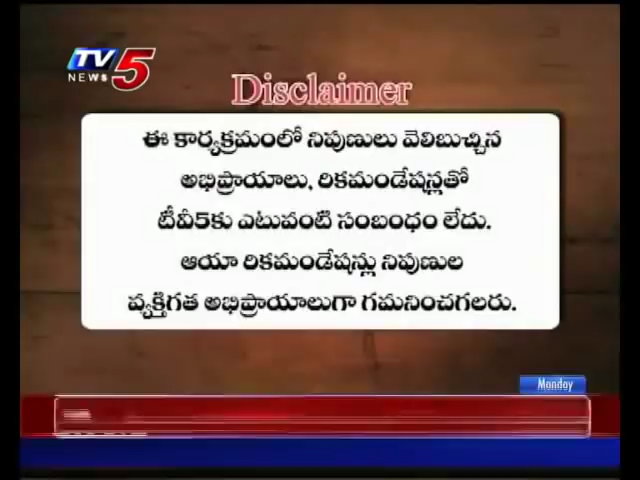 TV5
NEWS
Disclaimer
ఈ కార్యక్రమంలో నిపుణులు వెలిబుచ్చిన
అభిప్రాయాలు, రికమండేషన్లతో
టీవీ5కు ఎటువంటి సంబంధం లేదు.
ఆయా రికమండేషన్లు నిపుణుల
వ్యక్తిగత అభిప్రాయాలుగా గమనించగలరు.
Monday